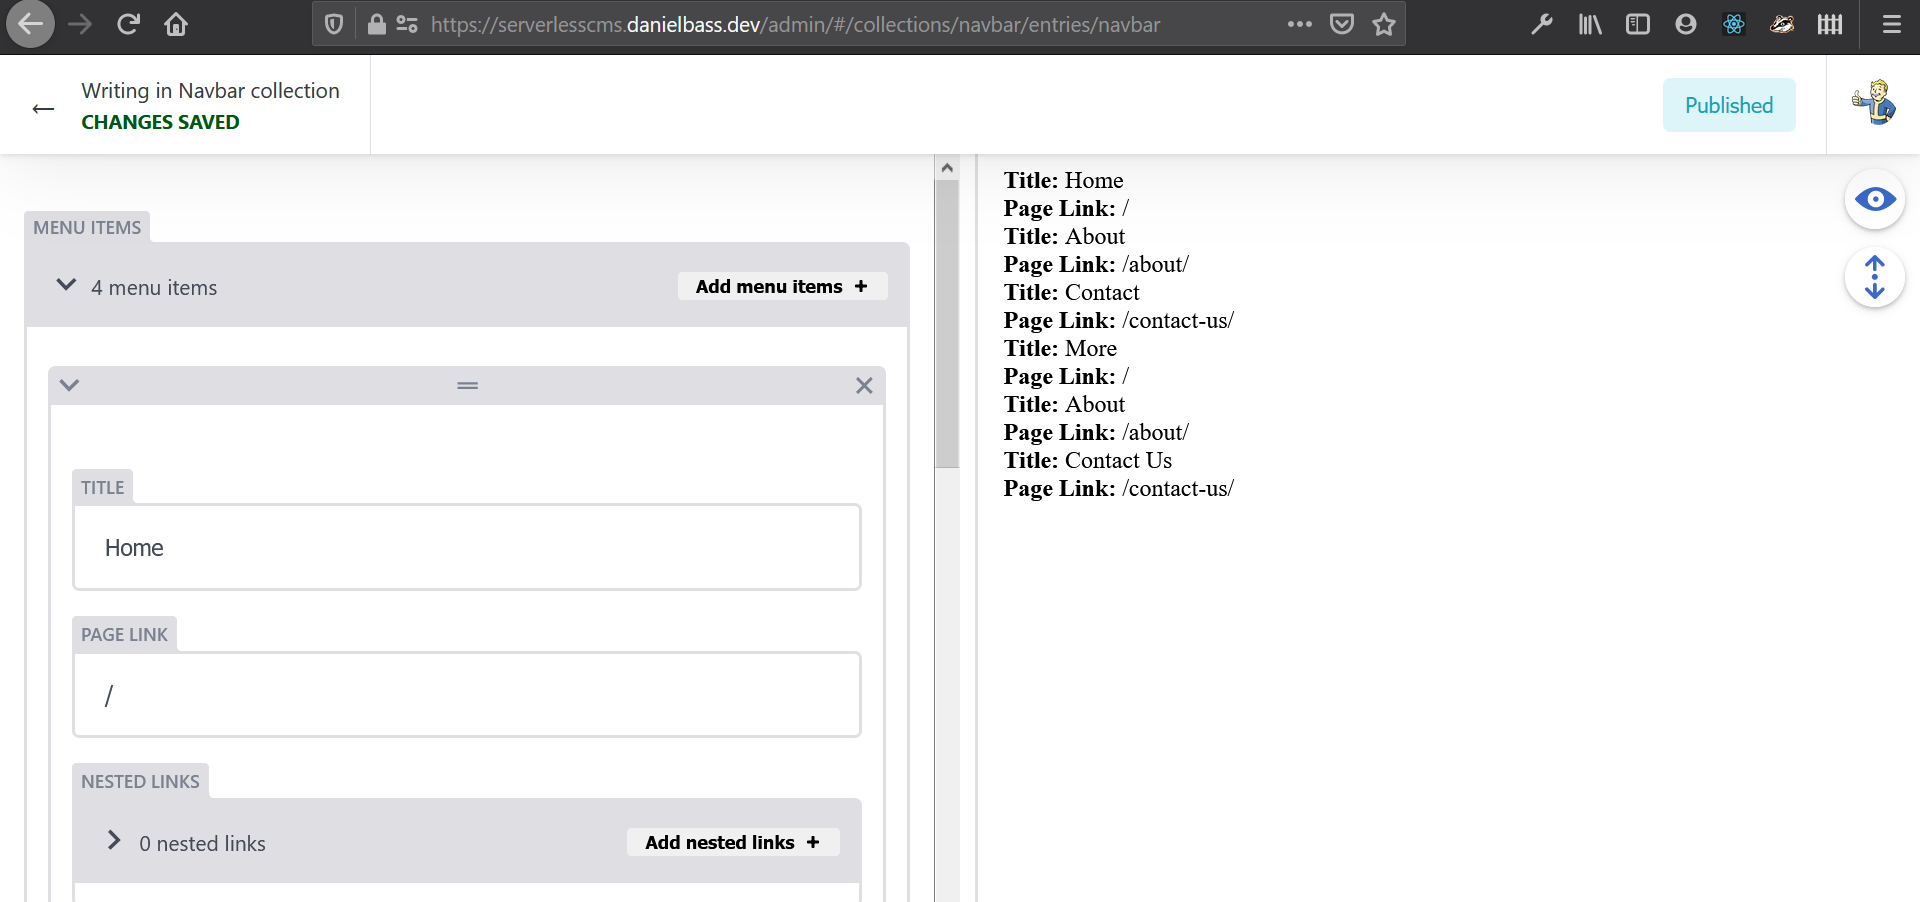 https://serverlesscms.danielbass.dev/admin/#/collections/navbar/entries/navbar
Writing in Navbar collection
CHANGES SAVED
Published
MENU ITEMS
4 menu items
Add menu items +
TITLE
Home
PAGE LINK
/
NESTED LINKS
0 nested links
Add nested links +
Title: Home
Page Link: /
Title: About
Page Link: /about/
Title: Contact
Page Link: /contact-us/
Title: More
Page Link: /
Title: About
Page Link: /about/
Title: Contact Us
Page Link: /contact-us/